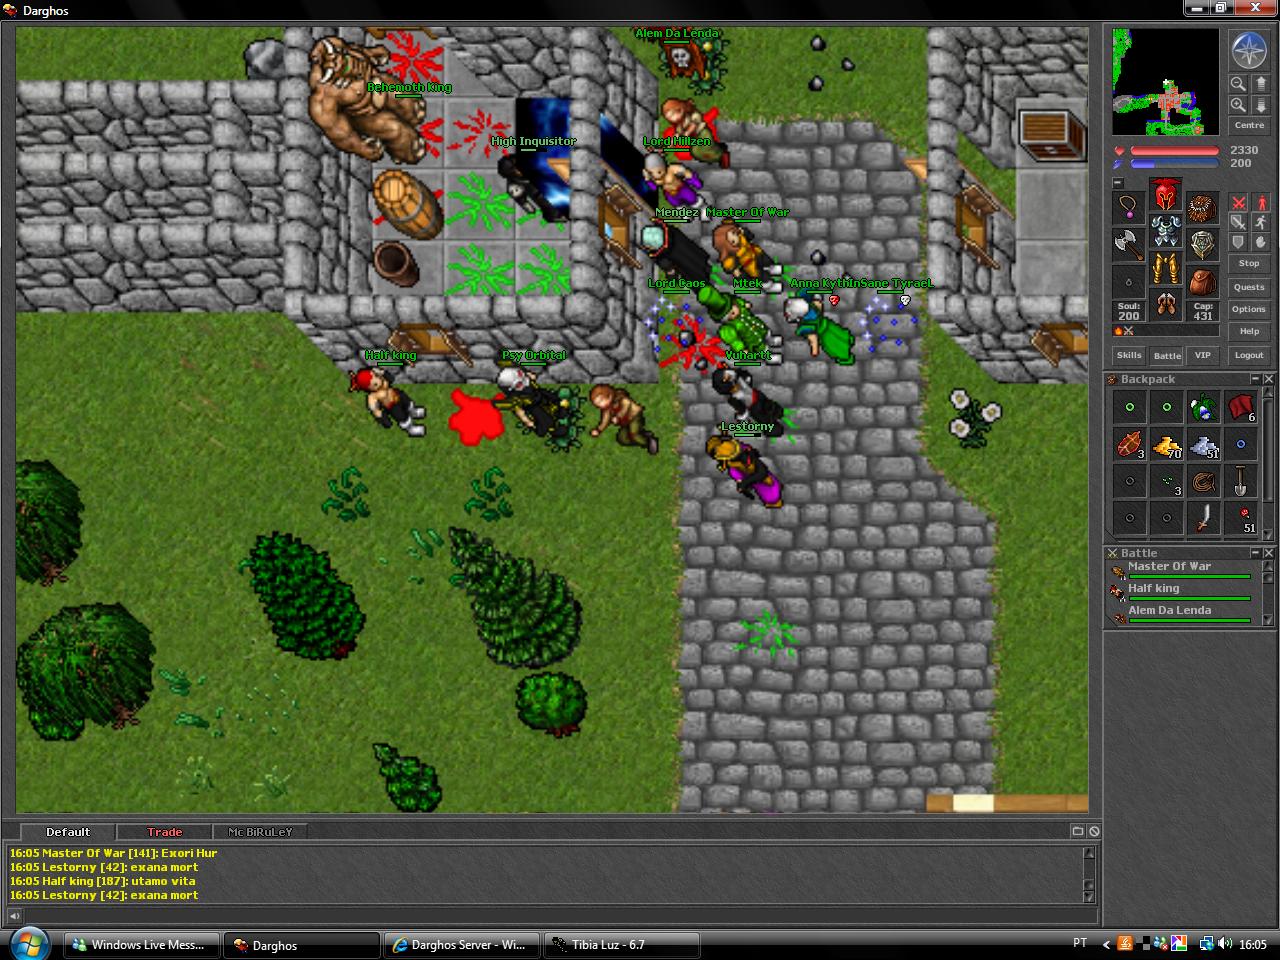 Darghos
Alem Da Lenda
Behemoth King
High Inquisitor
Lord Hillzen
Mendez
Master Of War
Lord Caos
Mtek
Anna Kyth
InSane TyraeL
Half king
Psy Orbital
Vuhartt
Lestorny
Centre
2330
200
Soul:
200
Cap:
431
Stop
Quests
Options
Help
Skills
Battle
VIP
Logout
Backpack
6
3
70
51
3
51
Battle
Master Of War
Half king
Alem Da Lenda
Default
Trade
Mc BiRuLeY
16:05 Master Of War [141]: Exori Hur
16:05 Lestorny [42]: exana mort
16:05 Half king [187]: utamo vita
16:05 Lestorny [42]: exana mort
Windows Live Mess...
Darghos
Darghos Server - Wi...
Tibia Luz - 6.7
PT
16:05